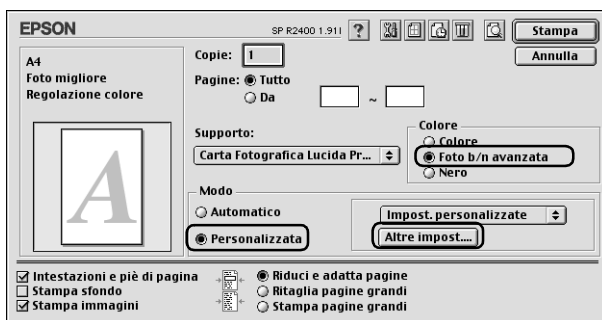 EPSON
SP R2400 1.91I
?
Stampa
Annulla
A4
Foto migliore
Regolazione colore
A
Copie: 1
Pagine: Tutto
Da ~
Supporto:
Carta Fotografica Lucida Pr...
Colore
Colore
Foto b/n avanzata
Nero
Modo
Automatico
Personalizzata
Impost. personalizzate
Altre impost....
Intestazioni e piè di pagina
Stampa sfondo
Stampa immagini
Riduci e adatta pagine
Ritaglia pagine grandi
Stampa pagine grandi